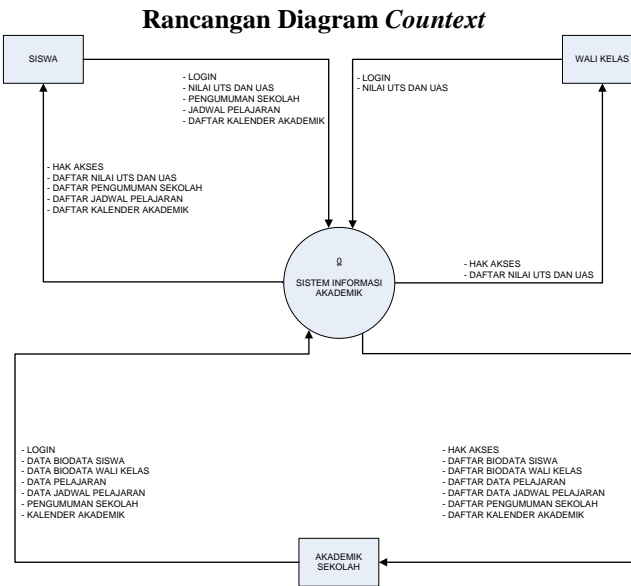 Rancangan Diagram Countext
SISWA
WALI KELAS
- LOGIN
- NILAI UTS DAN UAS
- PENGUMUMAN SEKOLAH
- JADWAL PELAJARAN
- DAFTAR KALENDER AKADEMIK
- LOGIN
- NILAI UTS DAN UAS
- HAK AKSES
- DAFTAR NILAI UTS DAN UAS
- DAFTAR PENGUMUMAN SEKOLAH
- DAFTAR JADWAL PELAJARAN
- DAFTAR KALENDER AKADEMIK
0
SISTEM INFORMASI
AKADEMIK
- HAK AKSES
- DAFTAR NILAI UTS DAN UAS
- LOGIN
- DATA BIODATA SISWA
- DATA BIODATA WALI KELAS
- DATA PELAJARAN
- DATA JADWAL PELAJARAN
- PENGUMUMAN SEKOLAH
- KALENDER AKADEMIK
- HAK AKSES
- DAFTAR BIODATA SISWA
- DAFTAR BIODATA WALI KELAS
- DAFTAR DATA PELAJARAN
- DAFTAR DATA JADWAL PELAJARAN
- DAFTAR PENGUMUMAN SEKOLAH
- DAFTAR KALENDER AKADEMIK
AKADEMIK
SEKOLAH